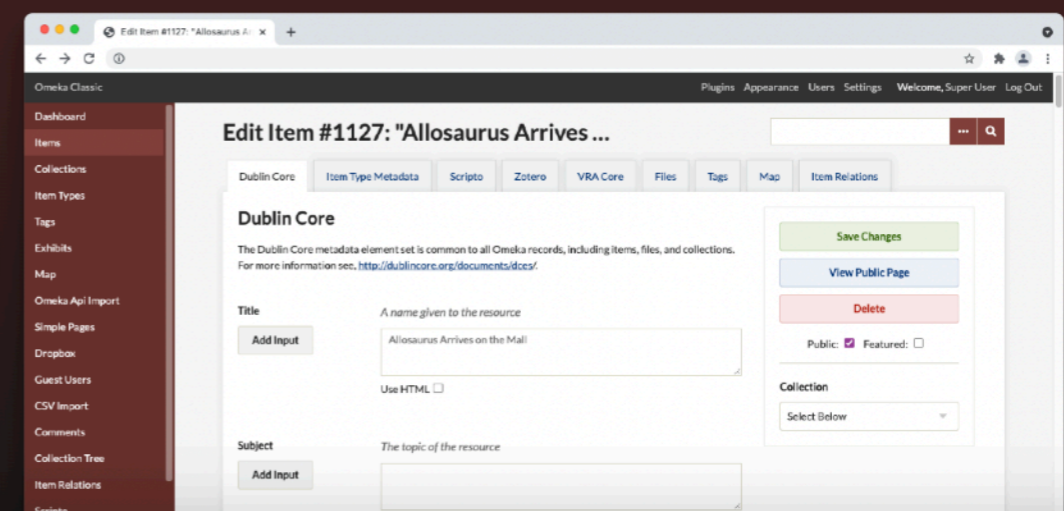 Edit Item #1127: "Allosaurus Ar
Omeka Classic
Plugins Appearance Users Settings Welcome, Super User Log Out
Dashboard
Items
Collections
Item Types
Tags
Exhibits
Map
Omeka Api Import
Simple Pages
Dropbox
Guest Users
CSV Import
Comments
Collection Tree
Item Relations
Scripto
Edit Item #1127: "Allosaurus Arrives ...
Dublin Core Item Type Metadata Scripto Zotero VRA Core Files Tags Map Item Relations
Dublin Core
The Dublin Core metadata element set is common to all Omeka records, including items, files, and collections.
For more information see, http://dublincore.org/documents/dces/.
Title
A name given to the resource
Add Input
Allosaurus Arrives on the Mall
Use HTML
Subject
The topic of the resource
Add Input
Save Changes
View Public Page
Delete
Public: Featured:
Collection
Select Below